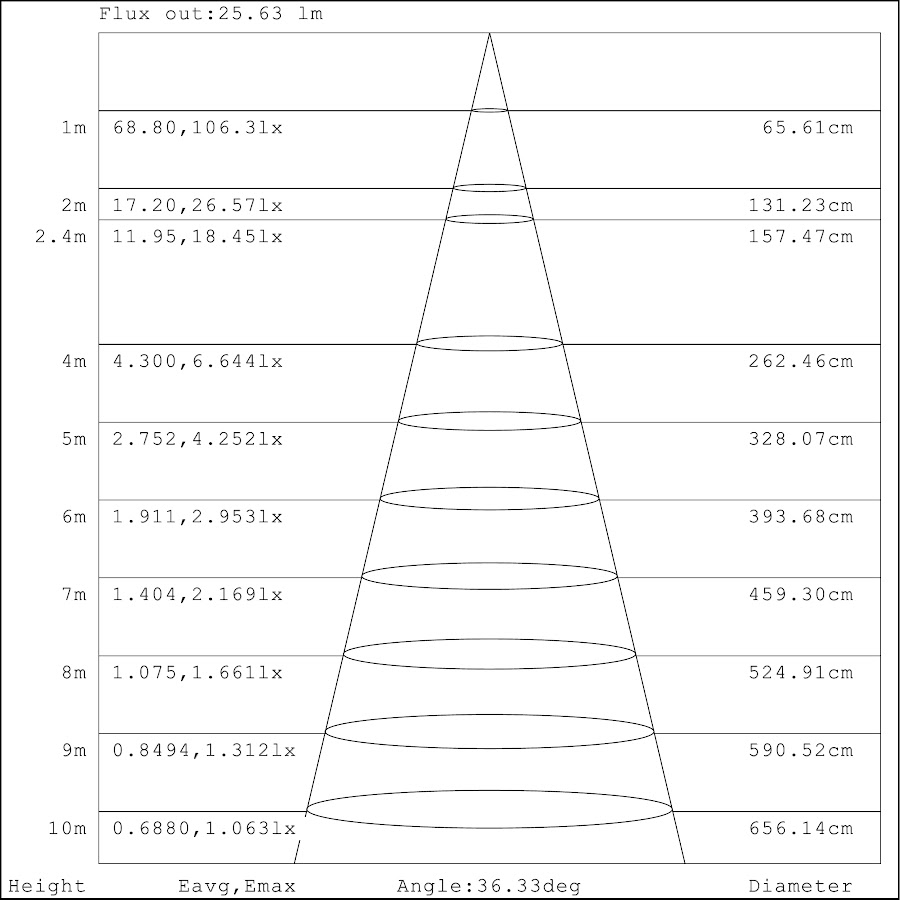 Flux out:25.63 lm
1m 68.80,106.3lx 65.61cm
2m 17.20,26.57lx 131.23cm
2.4m 11.95,18.45lx 157.47cm
4m 4.300,6.644lx 262.46cm
5m 2.752,4.252lx 328.07cm
6m 1.911,2.953lx 393.68cm
7m 1.404,2.169lx 459.30cm
8m 1.075,1.661lx 524.91cm
9m 0.8494,1.312lx 590.52cm
10m 0.6880,1.063lx 656.14cm
Height Eavg,Emax Angle:36.33deg Diameter